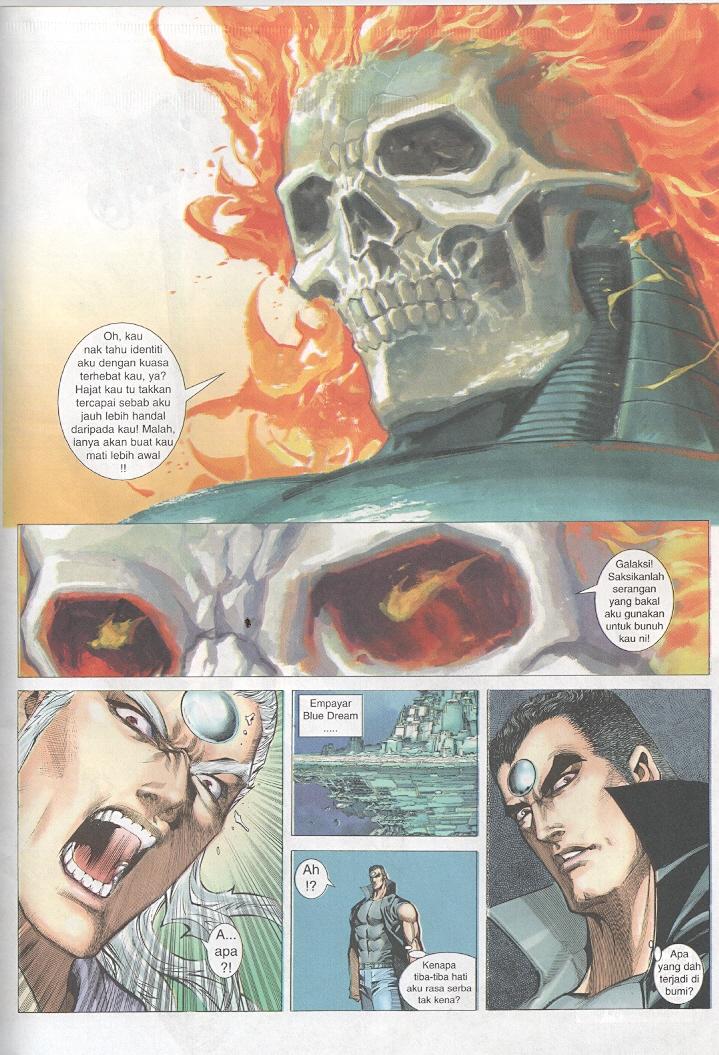 Oh, kau
nak tahu identiti
aku dengan kuasa
terhebat kau, ya?
Hajat kau tu takkan
tercapai sebab aku
jauh lebih handal
daripada kau! Malah,
ianya akan buat kau
mati lebih awal
!!
Galaksi!
Saksikanlah
serangan
yang bakal
aku gunakan
untuk bunuh
kau ni!
A...
apa
?!
Empayar
Blue Dream
.....
Ah
!?
Kenapa
tiba-tiba hati
aku rasa serba
tak kena?
Apa
yang dah
terjadi di
bumi?